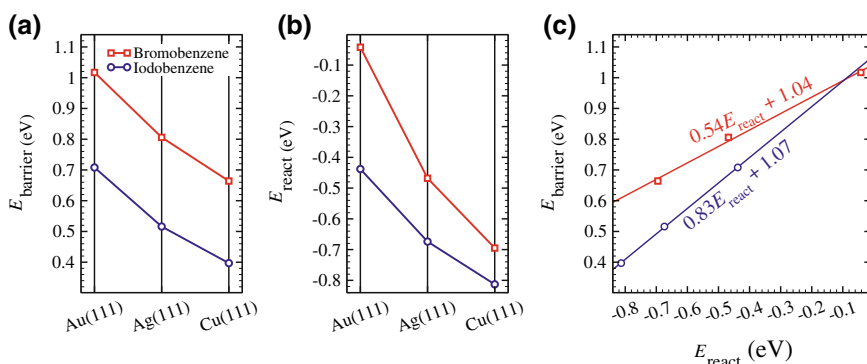 (a)
1.1
1
0.9
0.8
0.7
0.6
0.5
0.4
E_barrier (eV)
Bromobenzene
Iodobenzene
Au(111)
Ag(111)
Cu(111)
(b)
-0.1
-0.2
-0.3
-0.4
-0.5
-0.6
-0.7
-0.8
E_react (eV)
Au(111)
Ag(111)
Cu(111)
(c)
1.1
1
0.9
0.8
0.7
0.6
0.5
0.4
E_barrier (eV)
0.54E_react + 1.04
0.83E_react + 1.07
-0.8
-0.7
-0.6
-0.5
-0.4
-0.3
-0.2
-0.1
E_react (eV)